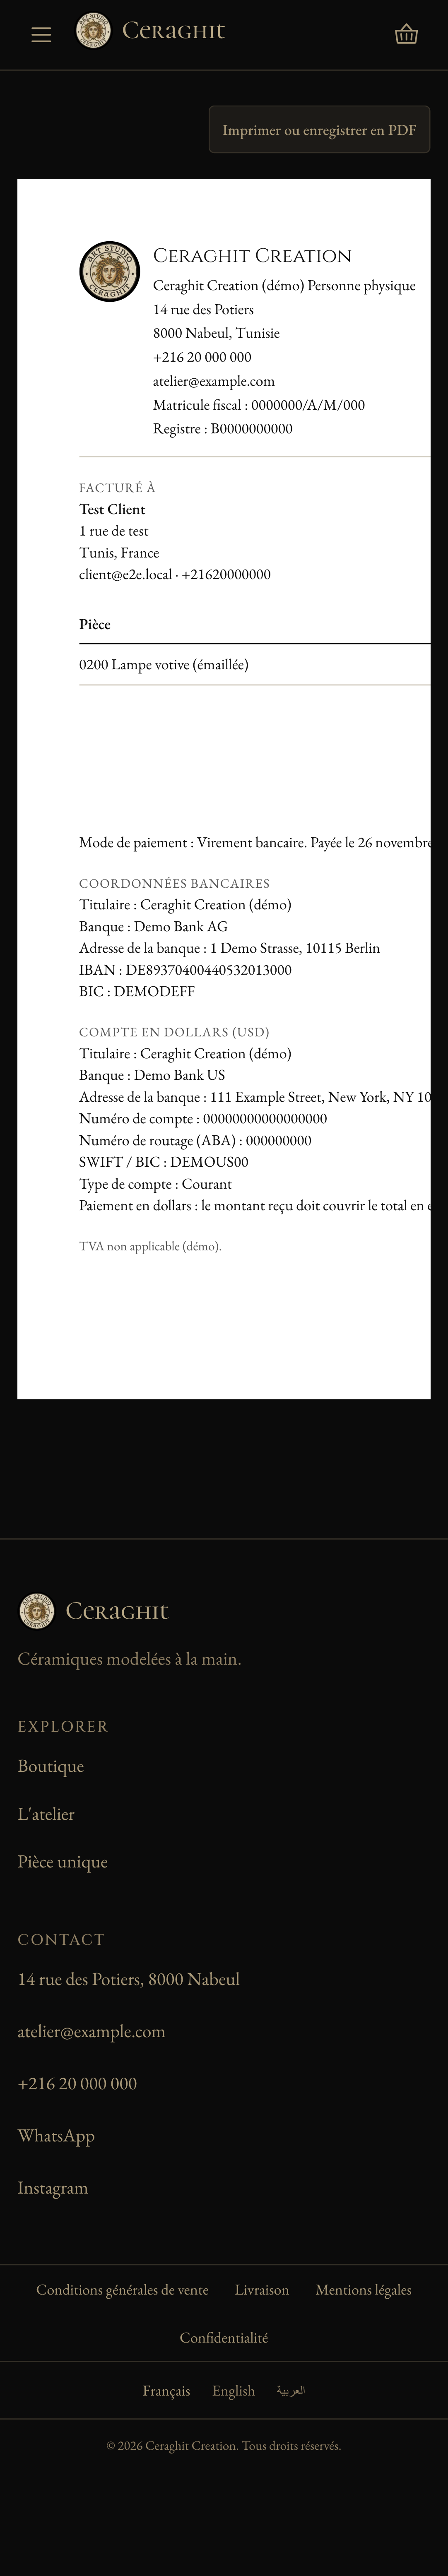 Ceraghit
Imprimer ou enregistrer en PDF
ART STUDIO
CERAGHIT
Ceraghit Creation
Ceraghit Creation (démo) Personne physique
14 rue des Potiers
8000 Nabeul, Tunisie
+216 20 000 000
atelier@example.com
Matricule fiscal : 0000000/A/M/000
Registre : B0000000000
FACTURÉ À
Test Client
1 rue de test
Tunis, France
client@e2e.local · +21620000000
Pièce
0200 Lampe votive (émaillée)
Mode de paiement : Virement bancaire. Payée le 26 novembre
COORDONNÉES BANCAIRES
Titulaire : Ceraghit Creation (démo)
Banque : Demo Bank AG
Adresse de la banque : 1 Demo Strasse, 10115 Berlin
IBAN : DE89370400440532013000
BIC : DEMODEFF
COMPTE EN DOLLARS (USD)
Titulaire : Ceraghit Creation (démo)
Banque : Demo Bank US
Adresse de la banque : 111 Example Street, New York, NY 10
Numéro de compte : 00000000000000000
Numéro de routage (ABA) : 000000000
SWIFT / BIC : DEMOUS00
Type de compte : Courant
Paiement en dollars : le montant reçu doit couvrir le total en
TVA non applicable (démo).
Ceraghit
Céramiques modelées à la main.
EXPLORER
Boutique
L'atelier
Pièce unique
CONTACT
14 rue des Potiers, 8000 Nabeul
atelier@example.com
+216 20 000 000
WhatsApp
Instagram
Conditions générales de vente Livraison Mentions légales
Confidentialité
Français English العربية
© 2026 Ceraghit Creation. Tous droits réservés.